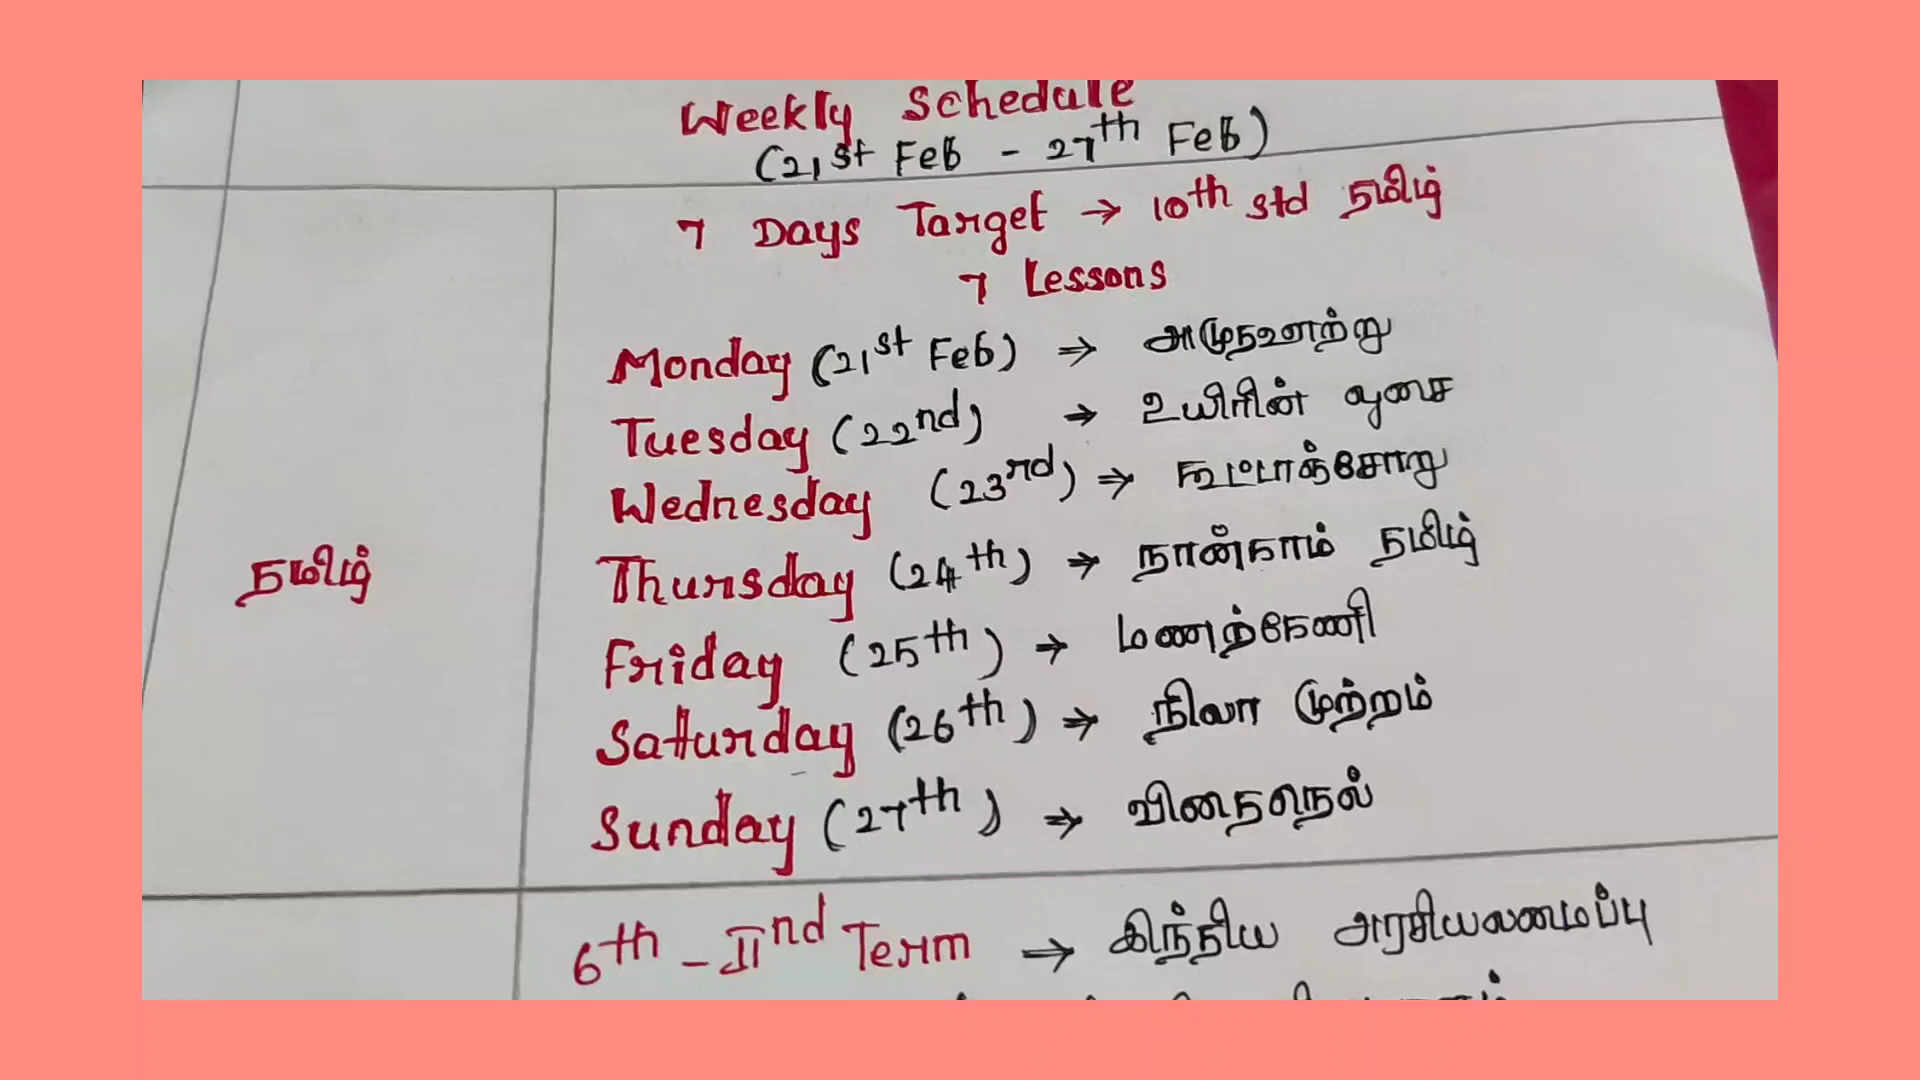 Weekly Schedule
(21st Feb - 27th Feb)
7 Days Target → 10th std தமிழ்
7 Lessons
Monday (21st Feb) ⇒ அமுதஊற்று
Tuesday (22nd) ⇒ உயிரின் ஓசை
Wednesday (23rd) ⇒ கூட்டாஞ்சோறு
தமிழ்
Thursday (24th) ⇒ நான்காம் தமிழ்
Friday (25th) ⇒ மணற்கேணி
Saturday (26th) ⇒ நிலா முற்றம்
Sunday (27th) ⇒ விதைநெல்
6th - IInd Term → இந்திய அரசியலமைப்பு